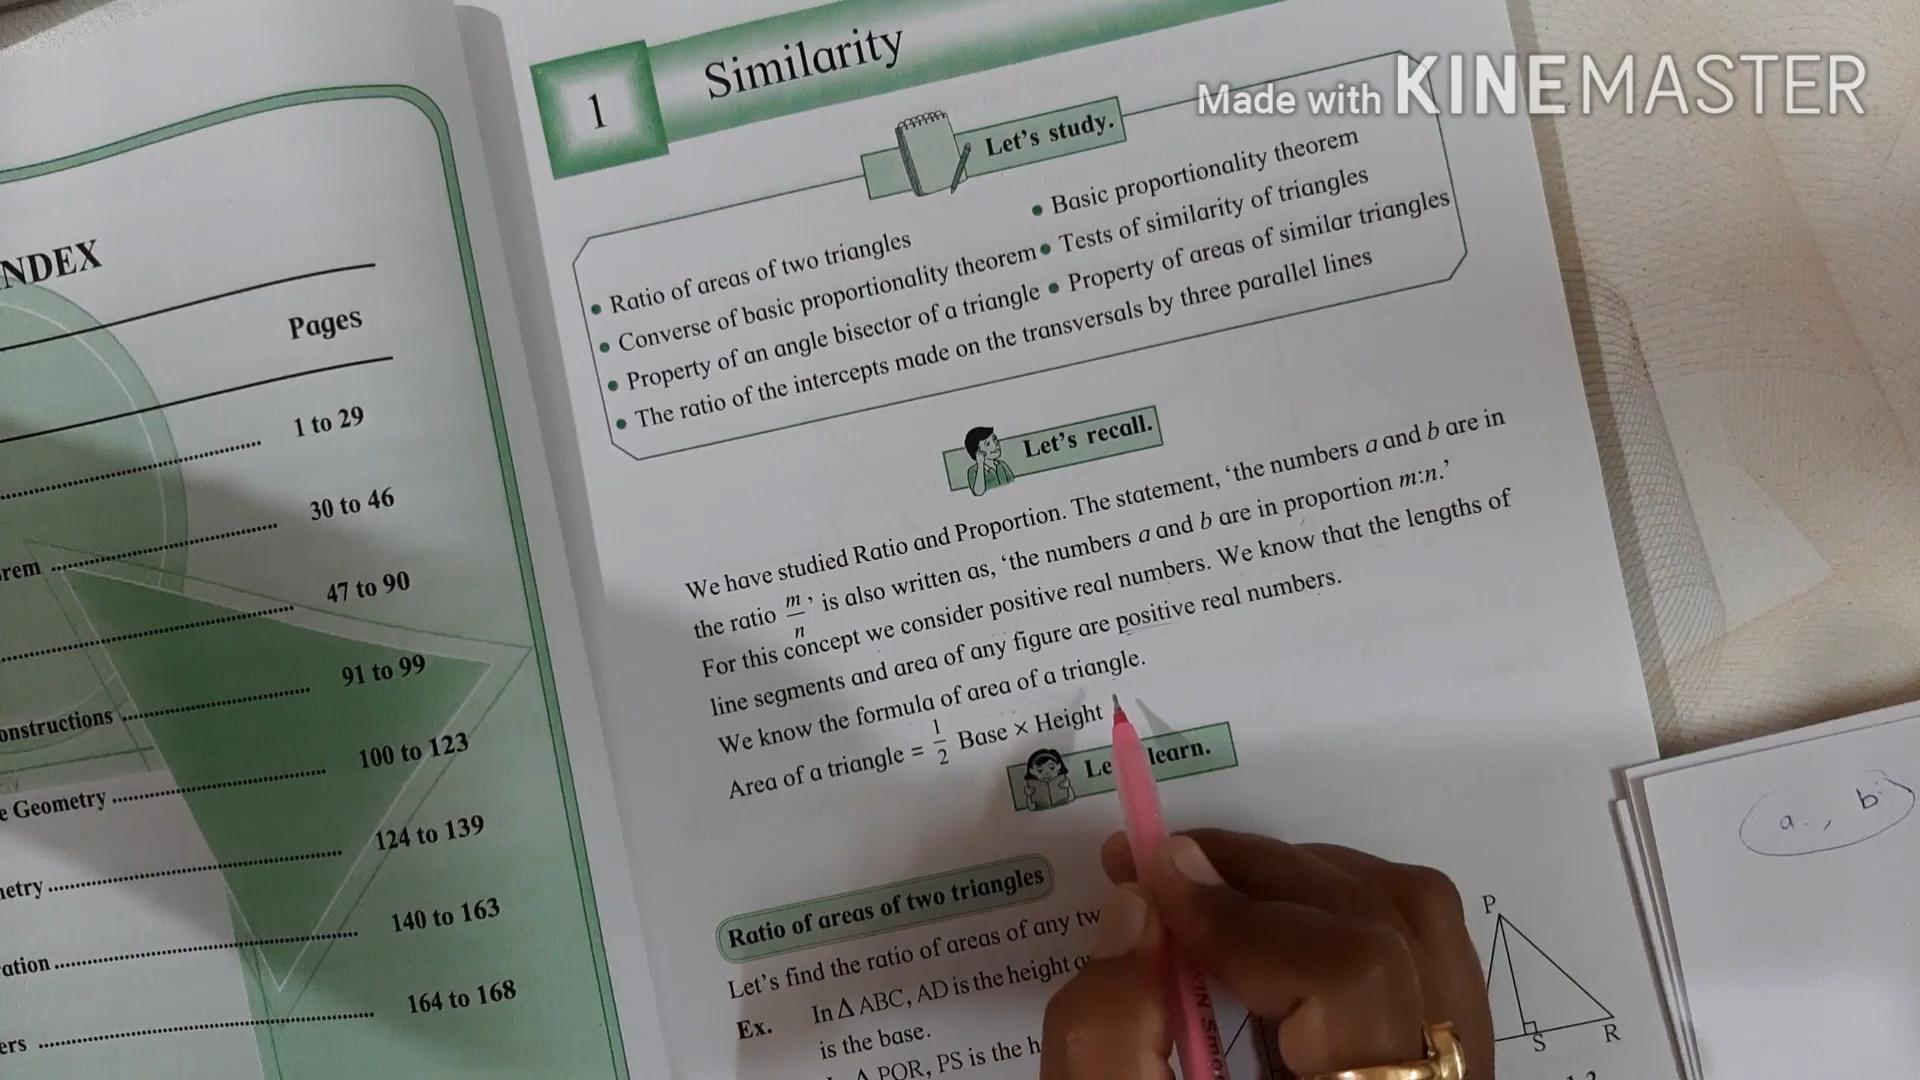 Made with KINEMASTER
NDEX
Pages
1 to 29
30 to 46
rem
47 to 90
91 to 99
onstructions
100 to 123
e Geometry
124 to 139
netry
140 to 163
ation
164 to 168
ers
1 Similarity
Let's study.
• Ratio of areas of two triangles • Basic proportionality theorem
• Converse of basic proportionality theorem • Tests of similarity of triangles
• Property of an angle bisector of a triangle • Property of areas of similar triangles
• The ratio of the intercepts made on the transversals by three parallel lines
Let's recall.
We have studied Ratio and Proportion. The statement, 'the numbers a and b are in
the ratio m/n' is also written as, 'the numbers a and b are in proportion m:n.'
For this concept we consider positive real numbers. We know that the lengths of
line segments and area of any figure are positive real numbers.
We know the formula of area of a triangle.
Area of a triangle = 1/2 Base × Height
Le learn.
Ratio of areas of two triangles
Let's find the ratio of areas of any tw
Ex. In Δ ABC, AD is the height a
is the base.
Δ PQR, PS is the h
P
S
R
a , b